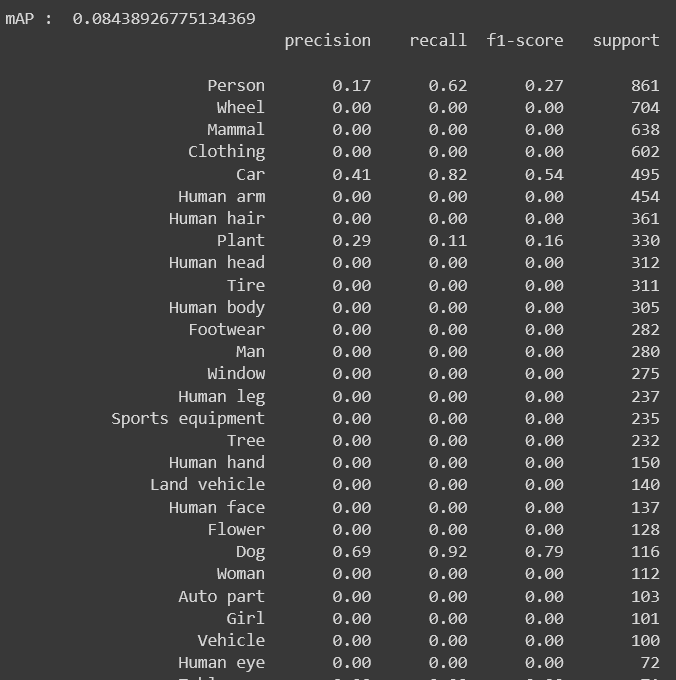 mAP :  0.08438926775134369
precision recall f1-score support
Person 0.17 0.62 0.27 861
Wheel 0.00 0.00 0.00 704
Mammal 0.00 0.00 0.00 638
Clothing 0.00 0.00 0.00 602
Car 0.41 0.82 0.54 495
Human arm 0.00 0.00 0.00 454
Human hair 0.00 0.00 0.00 361
Plant 0.29 0.11 0.16 330
Human head 0.00 0.00 0.00 312
Tire 0.00 0.00 0.00 311
Human body 0.00 0.00 0.00 305
Footwear 0.00 0.00 0.00 282
Man 0.00 0.00 0.00 280
Window 0.00 0.00 0.00 275
Human leg 0.00 0.00 0.00 237
Sports equipment 0.00 0.00 0.00 235
Tree 0.00 0.00 0.00 232
Human hand 0.00 0.00 0.00 150
Land vehicle 0.00 0.00 0.00 140
Human face 0.00 0.00 0.00 137
Flower 0.00 0.00 0.00 128
Dog 0.69 0.92 0.79 116
Woman 0.00 0.00 0.00 112
Auto part 0.00 0.00 0.00 103
Girl 0.00 0.00 0.00 101
Vehicle 0.00 0.00 0.00 100
Human eye 0.00 0.00 0.00 72